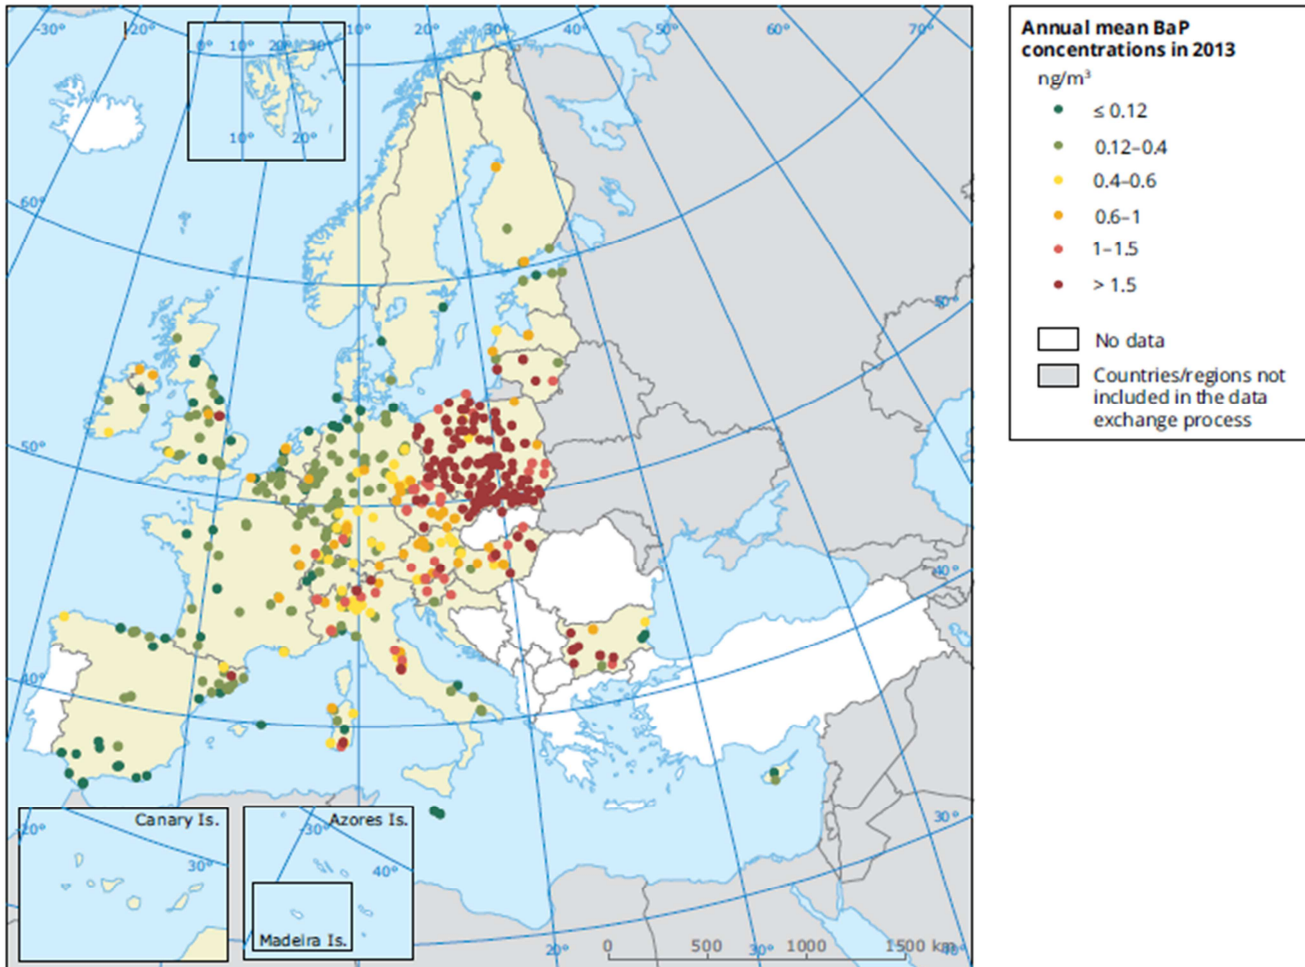 -30°
-20°
10°
20°
30°
40°
50°
60°
70°
0° 10° 20° 30°
10°
20°
60°
50°
50°
40°
40°
30°
Canary Is.
20°
30°
Azores Is.
-30°
40°
Madeira Is.
20°
30°
40°
0 500 1000 1500 km
Annual mean BaP
concentrations in 2013
ng/m³
≤ 0.12
0.12–0.4
0.4–0.6
0.6–1
1–1.5
> 1.5
No data
Countries/regions not
included in the data
exchange process